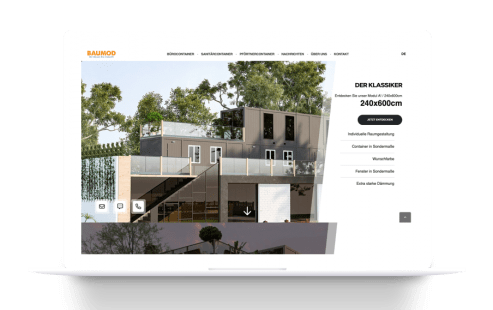 BAUMOD
BÜROCONTAINER
SANITÄRCONTAINER
PFÖRTNERCONTAINER
NACHRICHTEN
ÜBER UNS
KONTAKT
DE
DER KLASSIKER
Entdecken Sie unser Modul 'A' / 240x600cm
240x600cm
JETZT ENTDECKEN
Individuelle Raumgestaltung
Container in Sondermaße
Wunschfarbe
Fenster in Sondermaße
Extra starke Dämmung